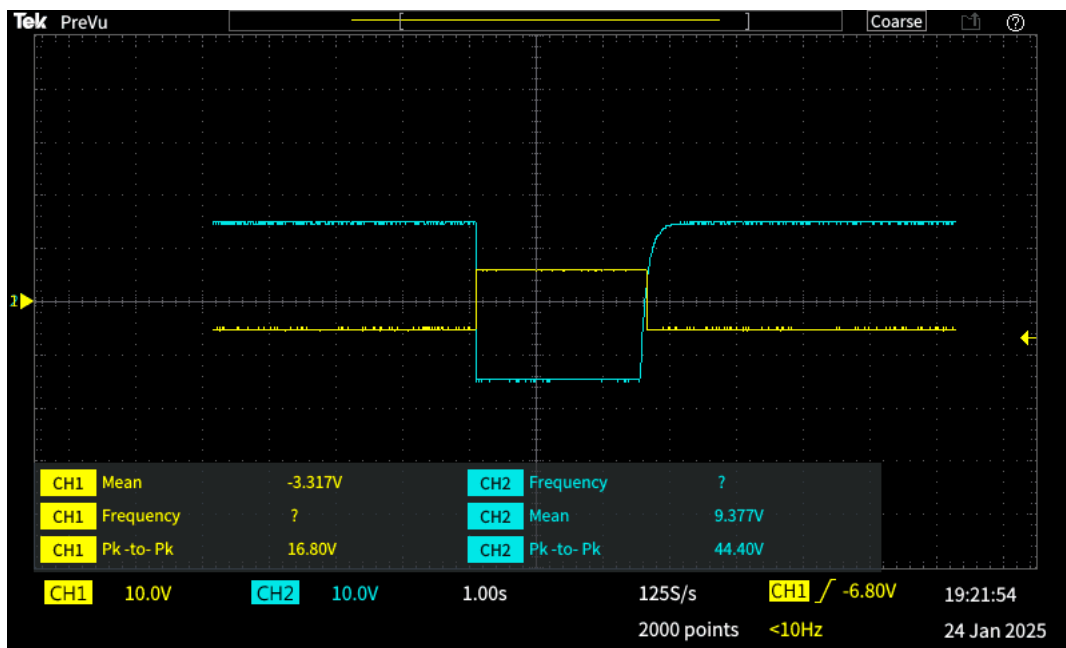 Tek PreVu Coarse ?
CH1 Mean -3.317V CH2 Frequency ?
CH1 Frequency ? CH2 Mean 9.377V
CH1 Pk-to-Pk 16.80V CH2 Pk-to-Pk 44.40V
CH1 10.0V CH2 10.0V 1.00s 125S/s CH1 -6.80V 19:21:54
2000 points <10Hz 24 Jan 2025